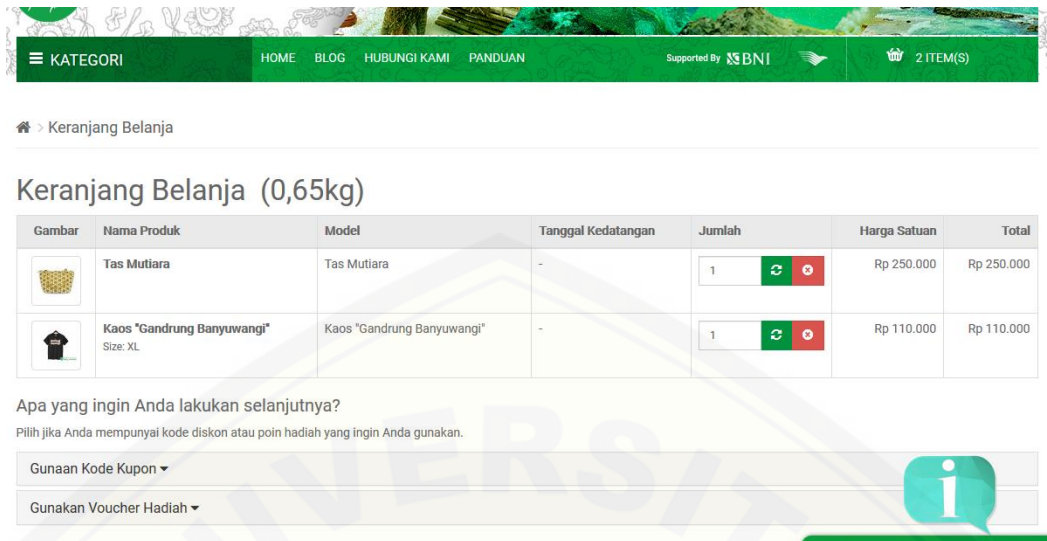 KATEGORI HOME BLOG HUBUNGI KAMI PANDUAN Supported By BNI 2 ITEM(S)
> Keranjang Belanja
Keranjang Belanja (0,65kg)
Gambar Nama Produk Model Tanggal Kedatangan Jumlah Harga Satuan Total
Tas Mutiara Tas Mutiara - 1 Rp 250.000 Rp 250.000
Kaos "Gandrung Banyuwangi" Kaos "Gandrung Banyuwangi" - 1 Rp 110.000 Rp 110.000
Size: XL
Apa yang ingin Anda lakukan selanjutnya?
Pilih jika Anda mempunyai kode diskon atau poin hadiah yang ingin Anda gunakan.
Gunaan Kode Kupon
Gunakan Voucher Hadiah
UNIVERSIT